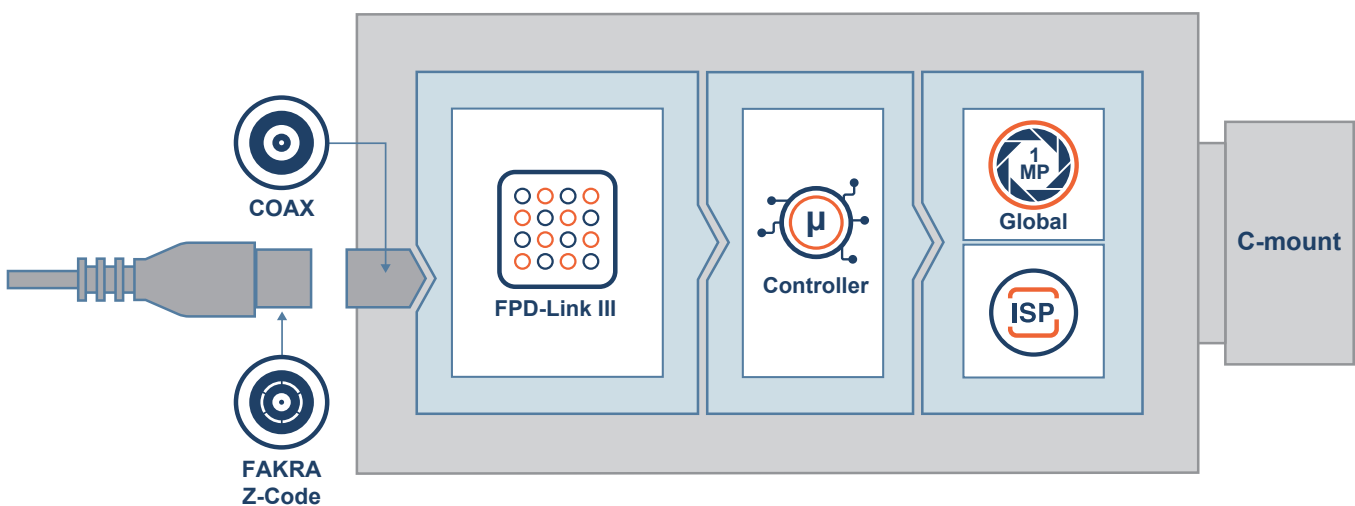 COAX
FAKRA
Z-Code
FPD-Link III
µ
Controller
1
MP
Global
ISP
C-mount